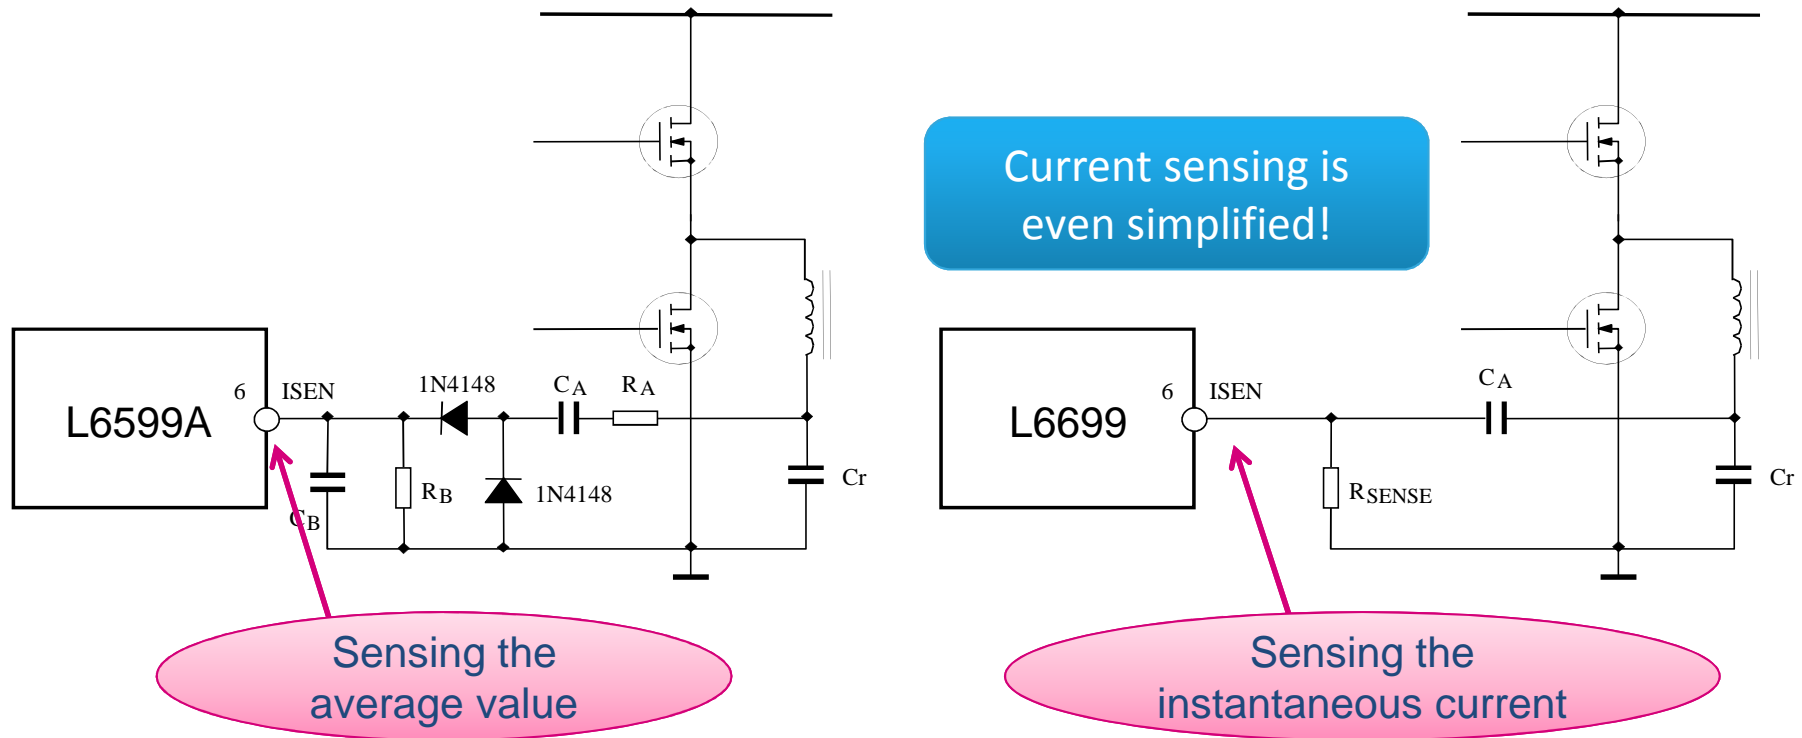 Current sensing is
even simplified!
L6599A
6 ISEN
1N4148
CA
RA
CB
RB
1N4148
Cr
Sensing the
average value
L6699
6 ISEN
CA
RSENSE
Cr
Sensing the
instantaneous current